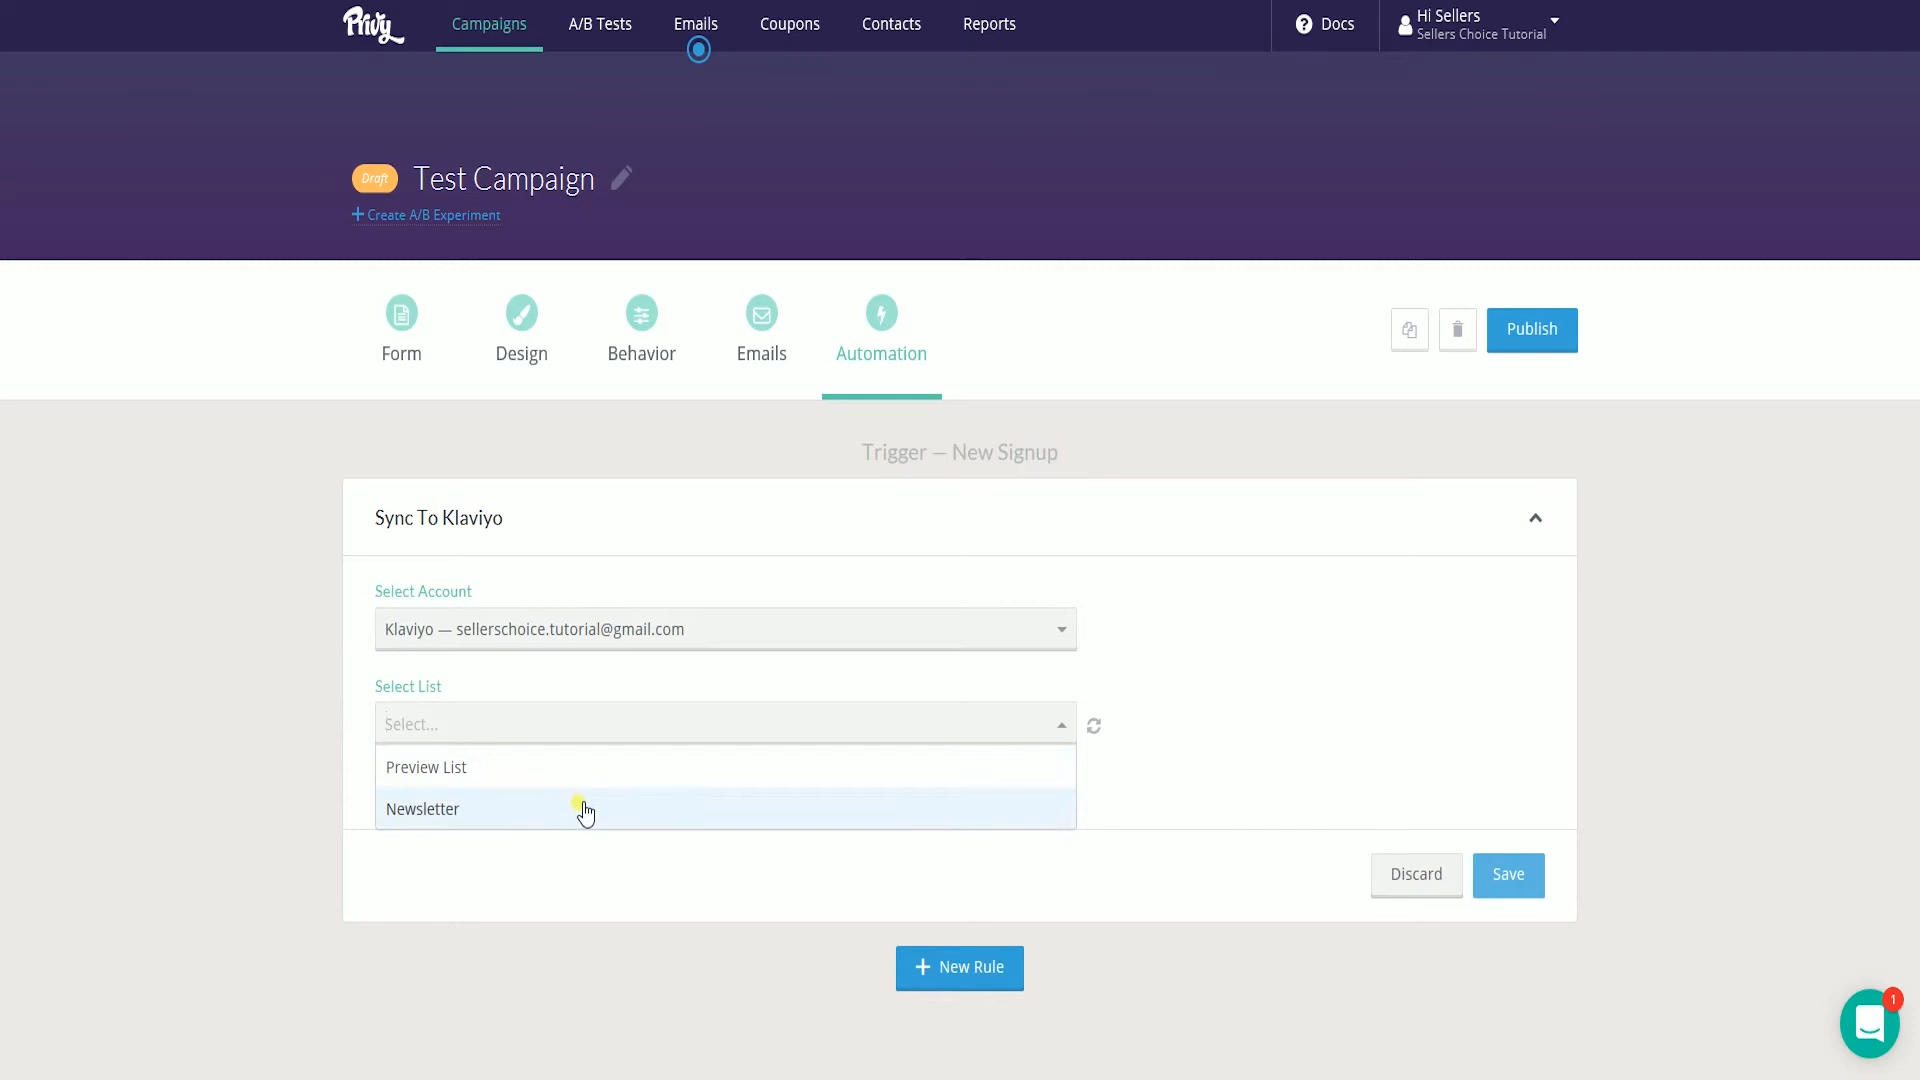 Privy
Campaigns
A/B Tests
Emails
Coupons
Contacts
Reports
? Docs
Hi Sellers
Sellers Choice Tutorial
Draft
Test Campaign
+ Create A/B Experiment
Form
Design
Behavior
Emails
Automation
Publish
Trigger — New Signup
Sync To Klaviyo
Select Account
Klaviyo — sellerschoice.tutorial@gmail.com
Select List
Select...
Preview List
Newsletter
Discard
Save
+ New Rule
1